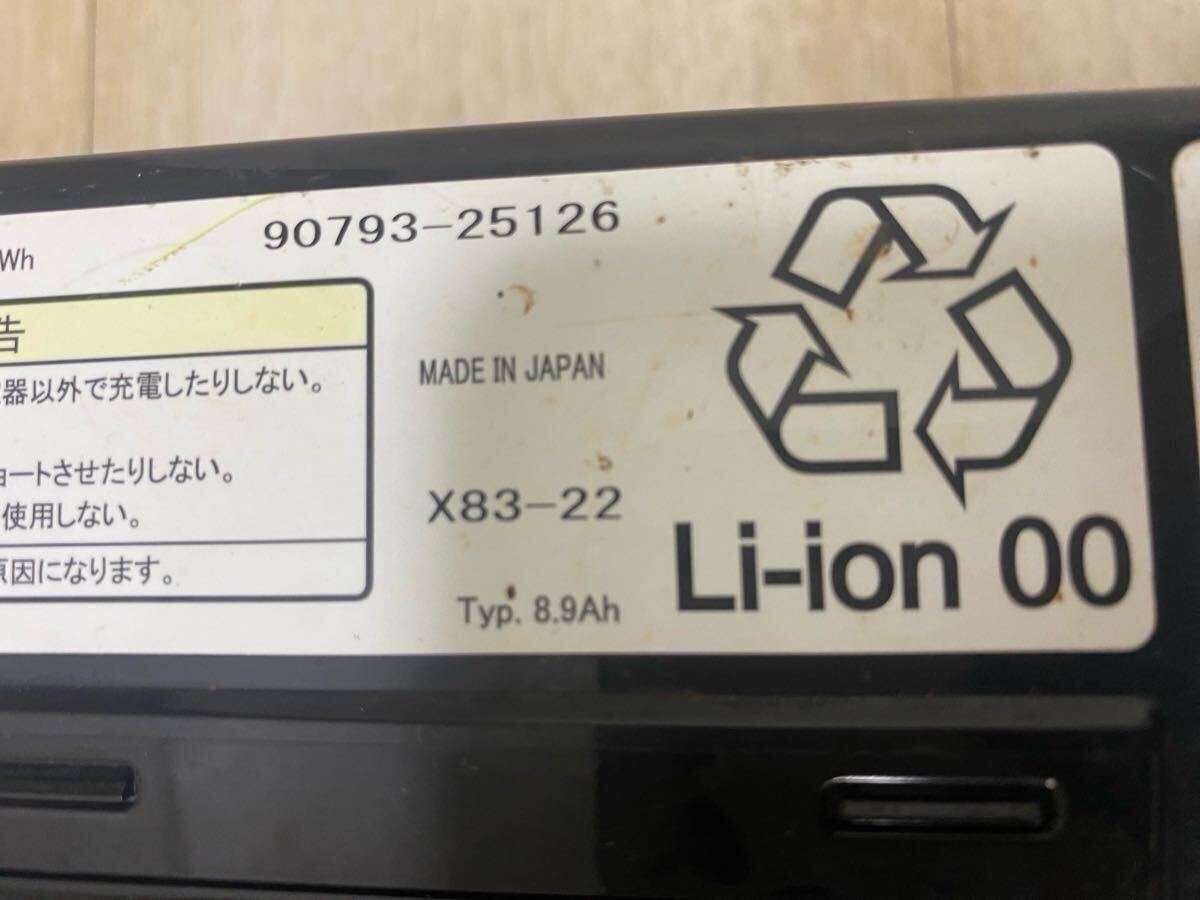 90793-25126
Wh
告
器以外で充電したりしない。
MADE IN JAPAN
ョートさせたりしない。
使用しない。
X83-22
原因になります。
Typ. 8.9Ah
Li-ion 00